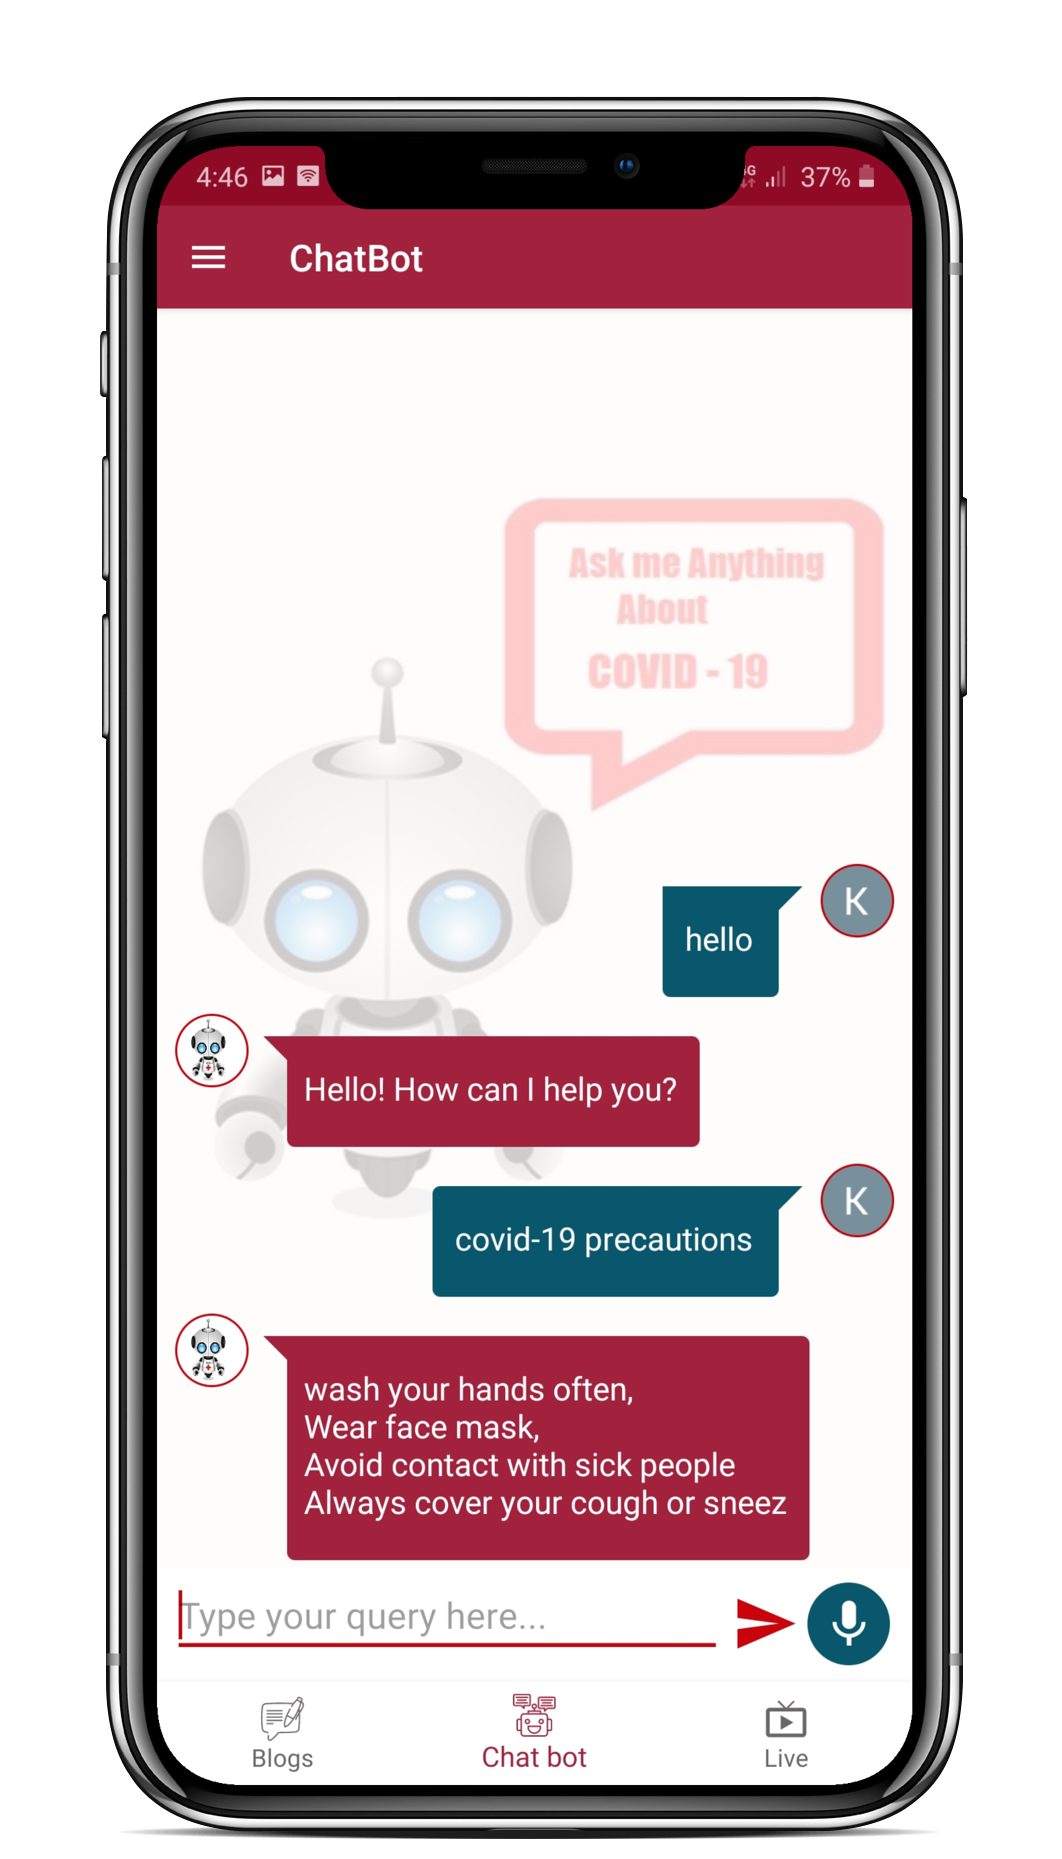 4:46
37%
ChatBot
Ask me Anything
About
COVID - 19
K
hello
Hello! How can I help you?
K
covid-19 precautions
wash your hands often,
Wear face mask,
Avoid contact with sick people
Always cover your cough or sneez
Type your query here...
Blogs
Chat bot
Live